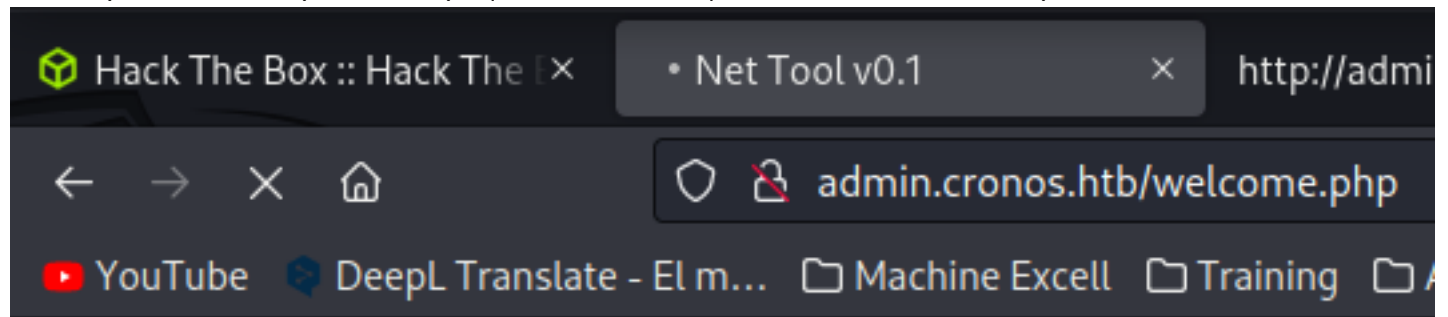 Hack The Box :: Hack The
• Net Tool v0.1
http://admi
admin.cronos.htb/welcome.php
YouTube
DeepL Translate - El m...
Machine Excell
Training